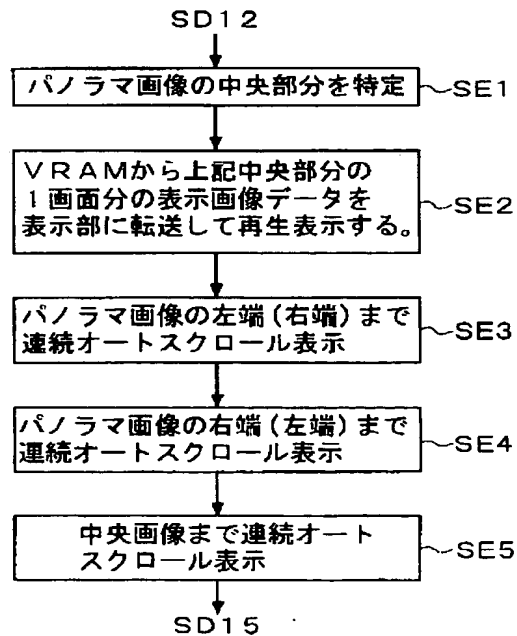 SD12
パノラマ画像の中央部分を特定
SE1
VRAMから上記中央部分の
1画面分の表示画像データを
表示部に転送して再生表示する。
SE2
パノラマ画像の左端(右端)まで
連続オートスクロール表示
SE3
パノラマ画像の右端(左端)まで
連続オートスクロール表示
SE4
中央画像まで連続オート
スクロール表示
SE5
SD15